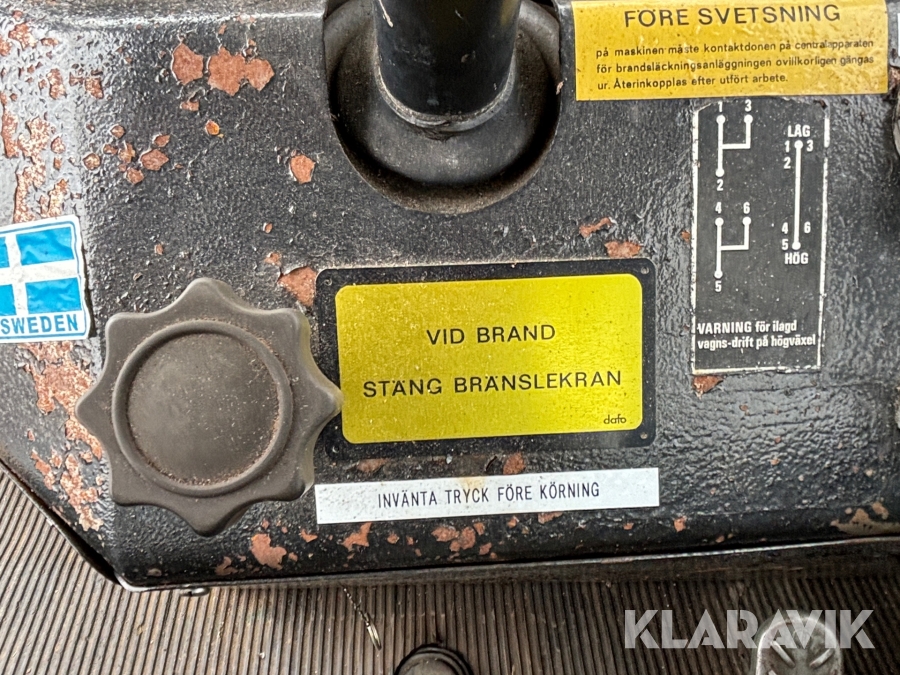 FÖRE SVETSNING
på maskinen måste kontaktdonen på centralapparaten
för brandsläckningsanläggningen ovillkorligen gängas
ur. Återinkopplas efter utfört arbete.
1 3
2
4 6
5
LÅG
1 3
2
4 6
5
HÖG
VARNING för ilagd
vagns-drift på högväxel
SWEDEN
VID BRAND
STÄNG BRÄNSLEKRAN
dafo
INVÄNTA TRYCK FÖRE KÖRNING
KLARAVIK